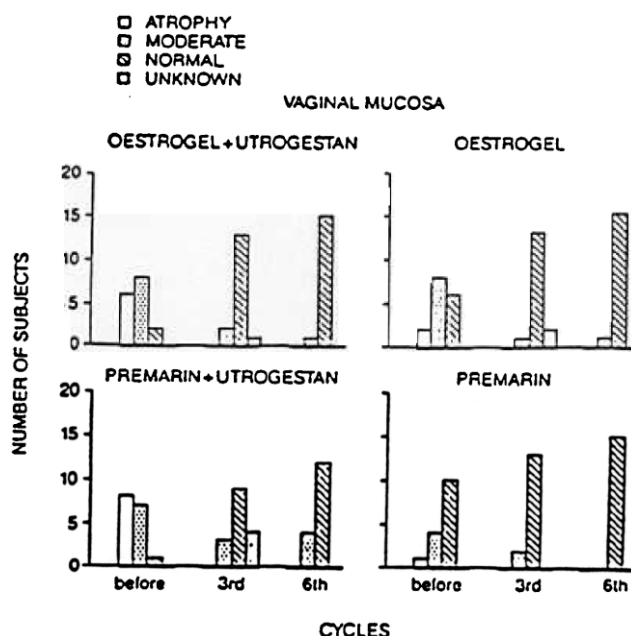 ATROPHY
MODERATE
NORMAL
UNKNOWN
VAGINAL MUCOSA
OESTROGEL+UTROGESTAN
OESTROGEL
20
15
10
5
0
NUMBER OF SUBJECTS
PREMARIN+UTROGESTAN
PREMARIN
20
15
10
5
0
before 3rd 6th
before 3rd 6th
CYCLES